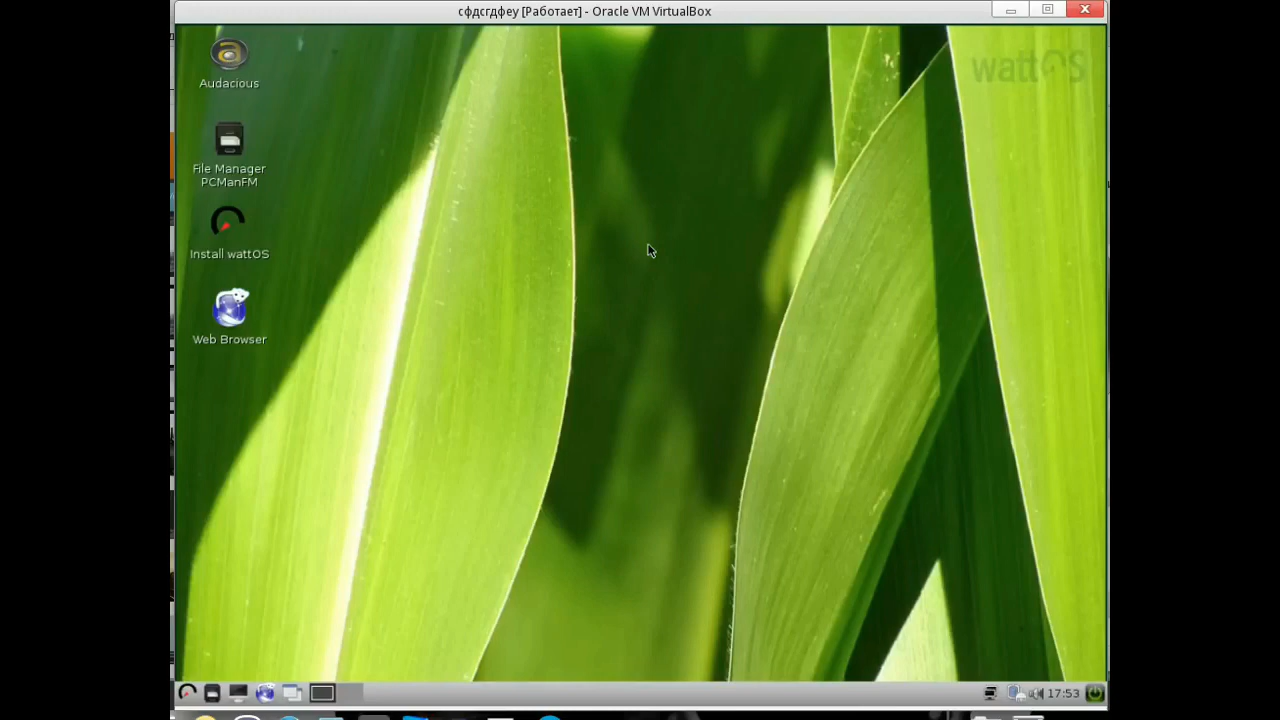 сфдсгдфеу [Работает] - Oracle VM VirtualBox
wattOS
Audacious
File Manager
PCManFM
Install wattOS
Web Browser
17:53